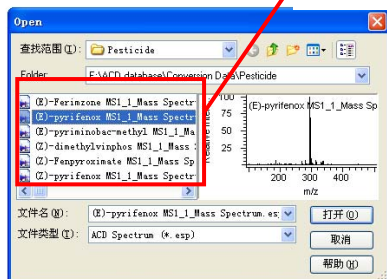 Open
查找范围(I): Pesticide
Folder E:\ACD database\Conversion Data\Pesticide
(E)-Ferimzone MS1_1_Mass Spectr
(E)-pyrifenox MS1_1_Mass Spectr
(E)-pyriminobac-methyl MS1_1_Ma
(Z)-dimethylvinphos MS1_1_Mass
(Z)-Fenpyroximate MS1_1_Mass Sp
(Z)-pyrifenox MS1_1_Mass Spectr
(E)-pyrifenox MS1_1_Mass Sp
100
75
50
25
200 300 400
m/z
文件名(N): (E)-pyrifenox MS1_1_Mass Spectrum.es 打开(O)
文件类型(T): ACD Spectrum (*.esp) 取消
帮助(H)